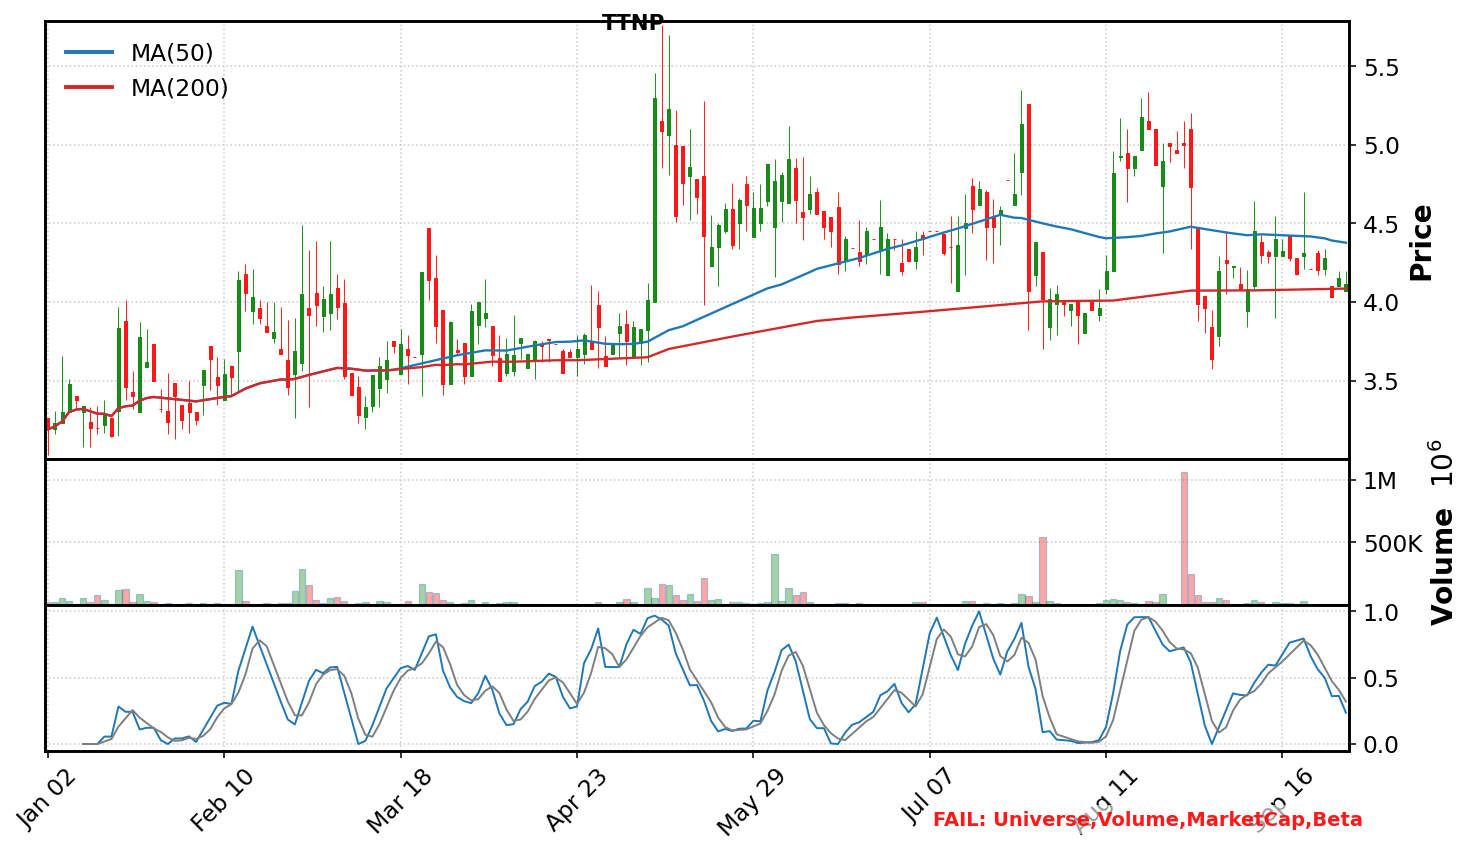 TTNP
MA(50)
MA(200)
5.5
5.0
4.5
4.0
3.5
Price
1M
500K
Volume 10^6
1.0
0.5
0.0
Jan 02
Feb 10
Mar 18
Apr 23
May 29
Jul 07
Aug 11
Sep 16
FAIL: Universe,Volume,MarketCap,Beta